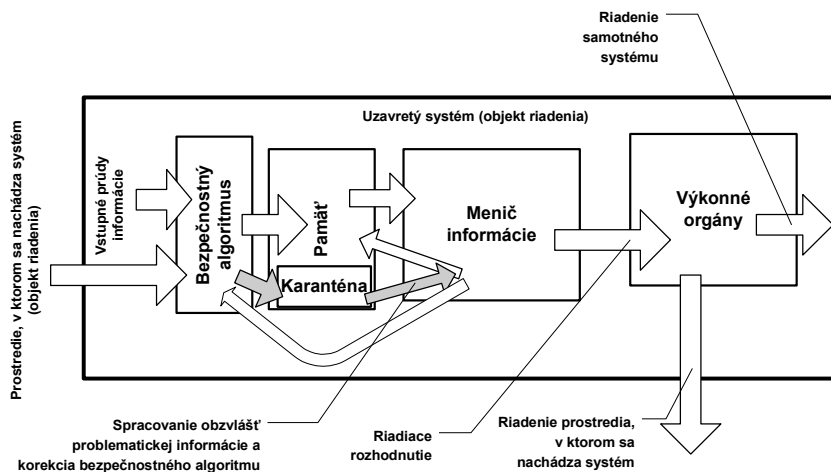 Riadenie
samotného
systému
Uzavretý systém (objekt riadenia)
Prostredie, v ktorom sa nachádza systém
(objekt riadenia)
Vstupné prúdy
informácie
Bezpečnostný
algoritmus
Pamäť
Karanténa
Menič
informácie
Výkonné
orgány
Spracovanie obzvlášť
problematickej informácie a
korekcia bezpečnostného algoritmu
Riadiace
rozhodnutie
Riadenie prostredia,
v ktorom sa
nachádza systém